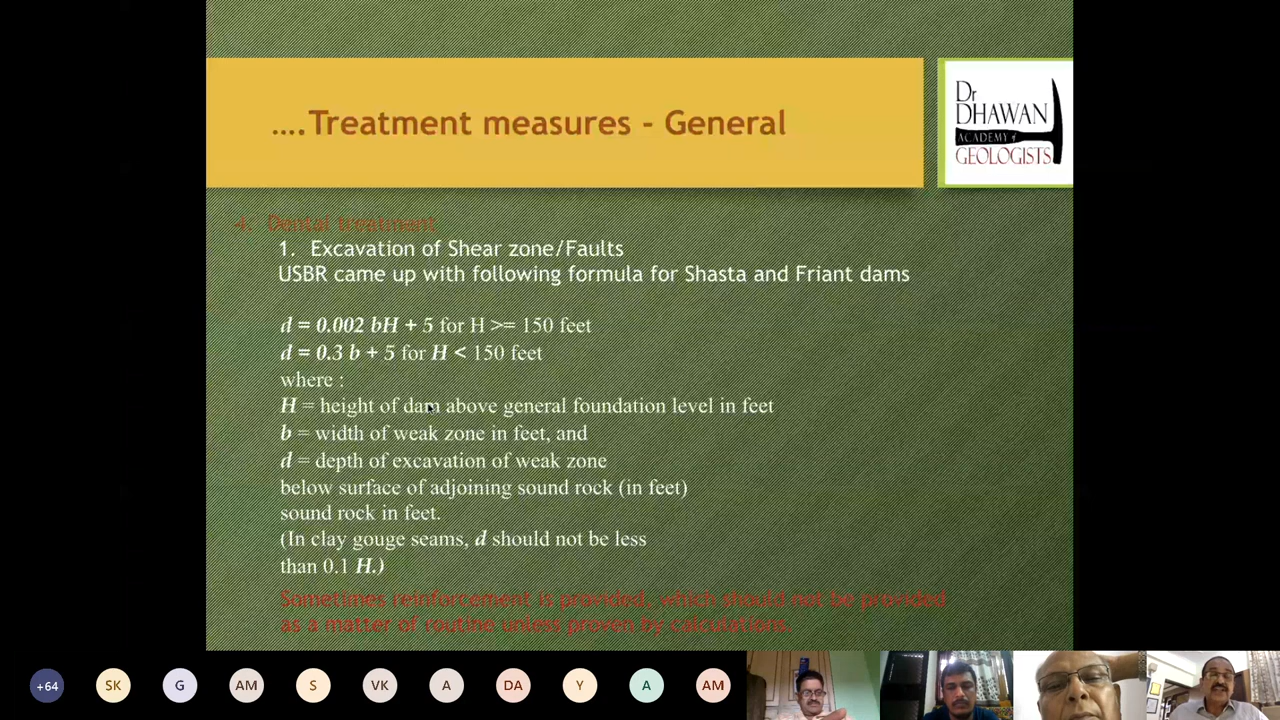 ....Treatment measures - General
Dr
DHAWAN
ACADEMY of
GEOLOGISTS
4. Dental treatment
1. Excavation of Shear zone/Faults
USBR came up with following formula for Shasta and Friant dams
d = 0.002 bH + 5 for H >= 150 feet
d = 0.3 b + 5 for H < 150 feet
where :
H = height of dam above general foundation level in feet
b = width of weak zone in feet, and
d = depth of excavation of weak zone
below surface of adjoining sound rock (in feet)
sound rock in feet.
(In clay gouge seams, d should not be less
than 0.1 H.)
Sometimes reinforcement is provided, which should not be provided
as a matter of routine unless proven by calculations.
+64 SK G AM S VK A DA Y A AM